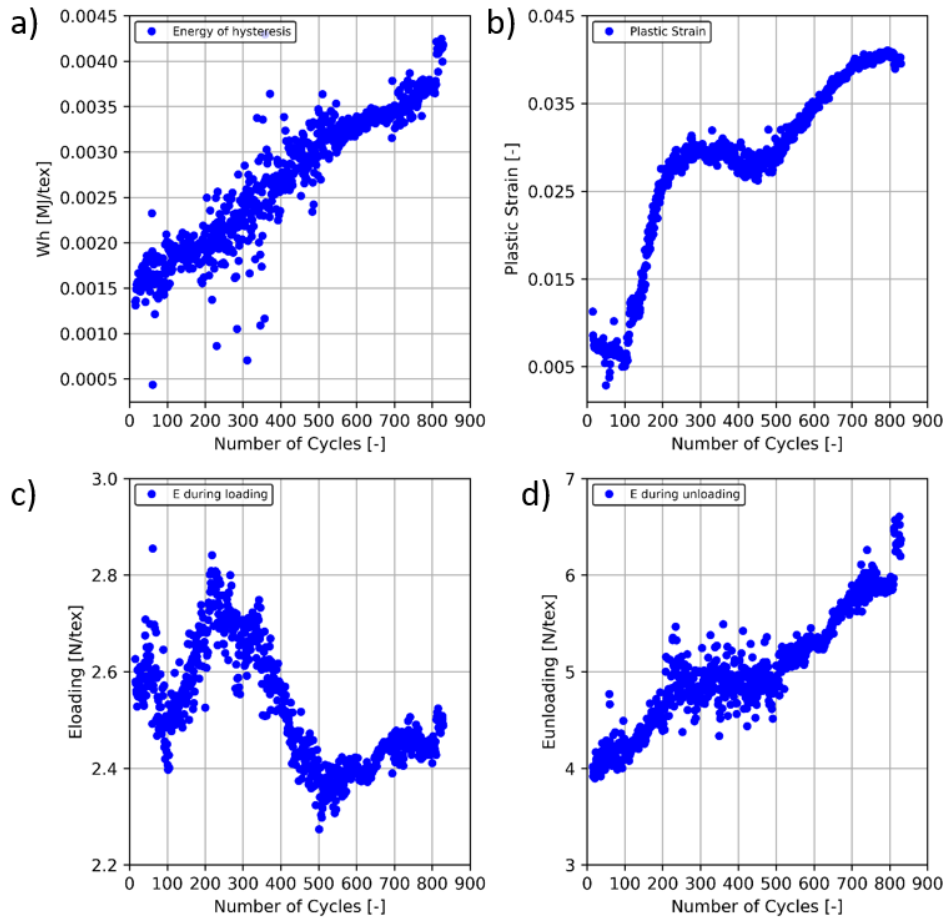 a)
Energy of hysteresis
0.0045
0.0040
0.0035
0.0030
0.0025
0.0020
0.0015
0.0010
0.0005
Wh [MJ/tex]
0 100 200 300 400 500 600 700 800 900
Number of Cycles [-]
b)
Plastic Strain
0.045
0.035
0.025
0.015
0.005
Plastic Strain [-]
0 100 200 300 400 500 600 700 800 900
Number of Cycles [-]
c)
E during loading
3.0
2.8
2.6
2.4
2.2
Eloading [N/tex]
0 100 200 300 400 500 600 700 800 900
Number of Cycles [-]
d)
E during unloading
7
6
5
4
3
Eunloading [N/tex]
0 100 200 300 400 500 600 700 800 900
Number of Cycles [-]